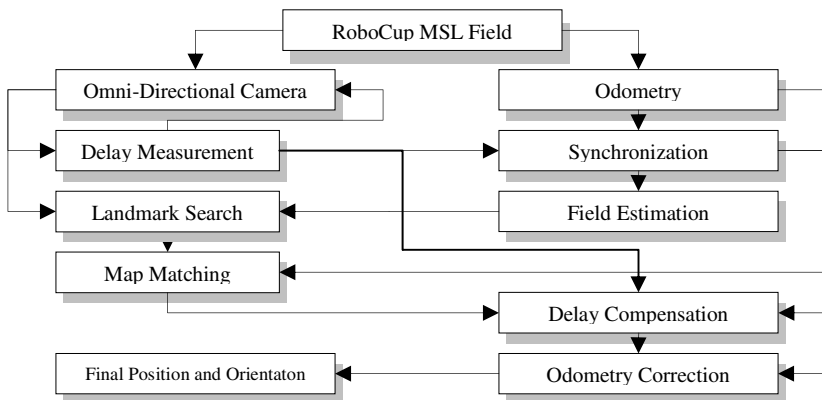 RoboCup MSL Field
Omni-Directional Camera
Odometry
Delay Measurement
Synchronization
Landmark Search
Field Estimation
Map Matching
Delay Compensation
Final Position and Orientaton
Odometry Correction